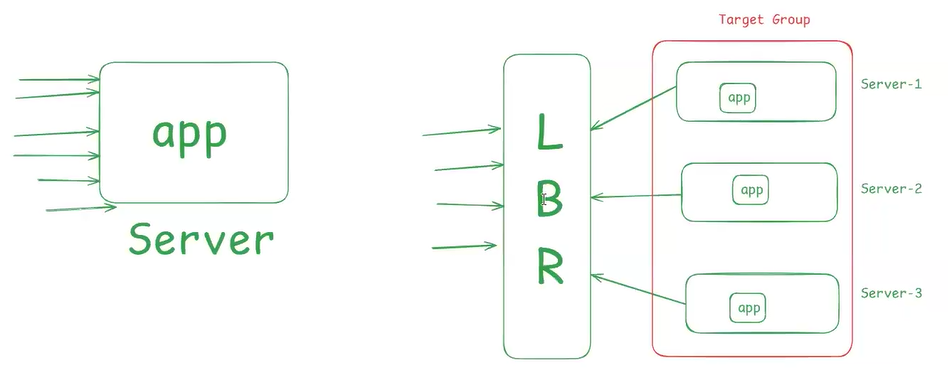 app
Server
L
B
R
Target Group
app
Server-1
app
Server-2
app
Server-3